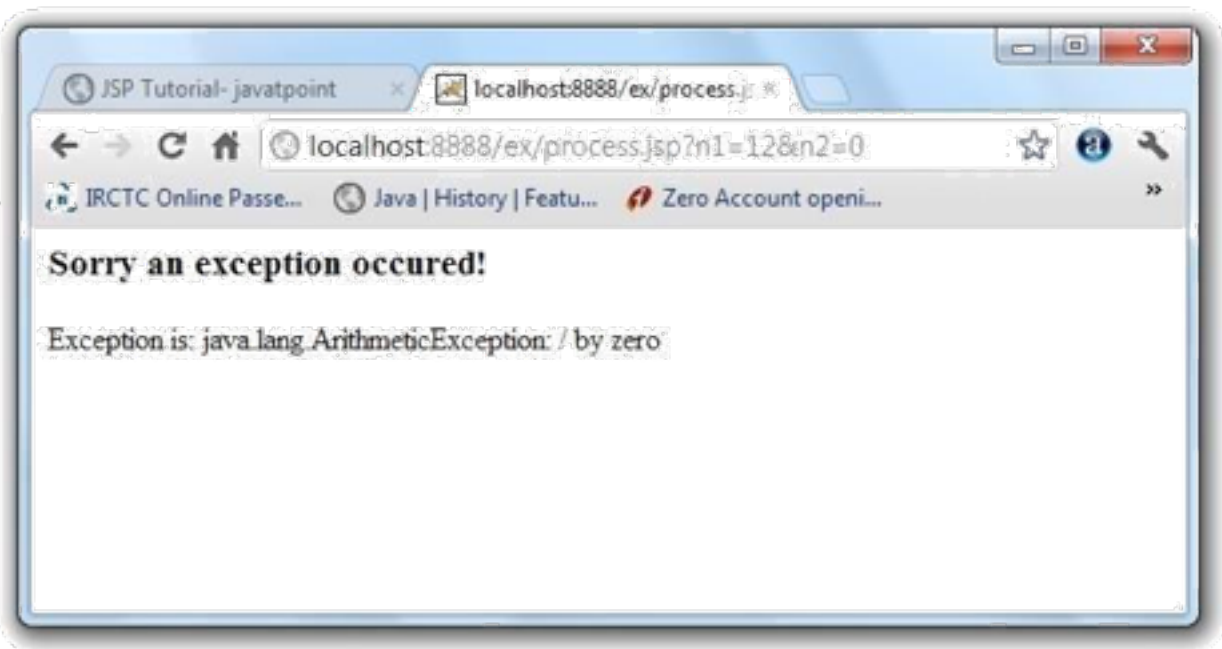 JSP Tutorial- javatpoint
localhost:8888/ex/process.j
localhost:8888/ex/process.jsp?n1=12&n2=0
IRCTC Online Passe... Java | History | Featu... Zero Account openi...
Sorry an exception occured!
Exception is: java.lang.ArithmeticException: / by zero